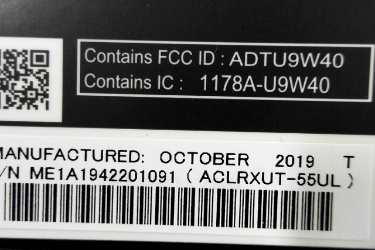 Contains FCC ID : ADTU9W40
Contains IC : 1178A-U9W40
MANUFACTURED: OCTOBER 2019 T
/N ME1A1942201091 ( ACLRXUT-55UL )